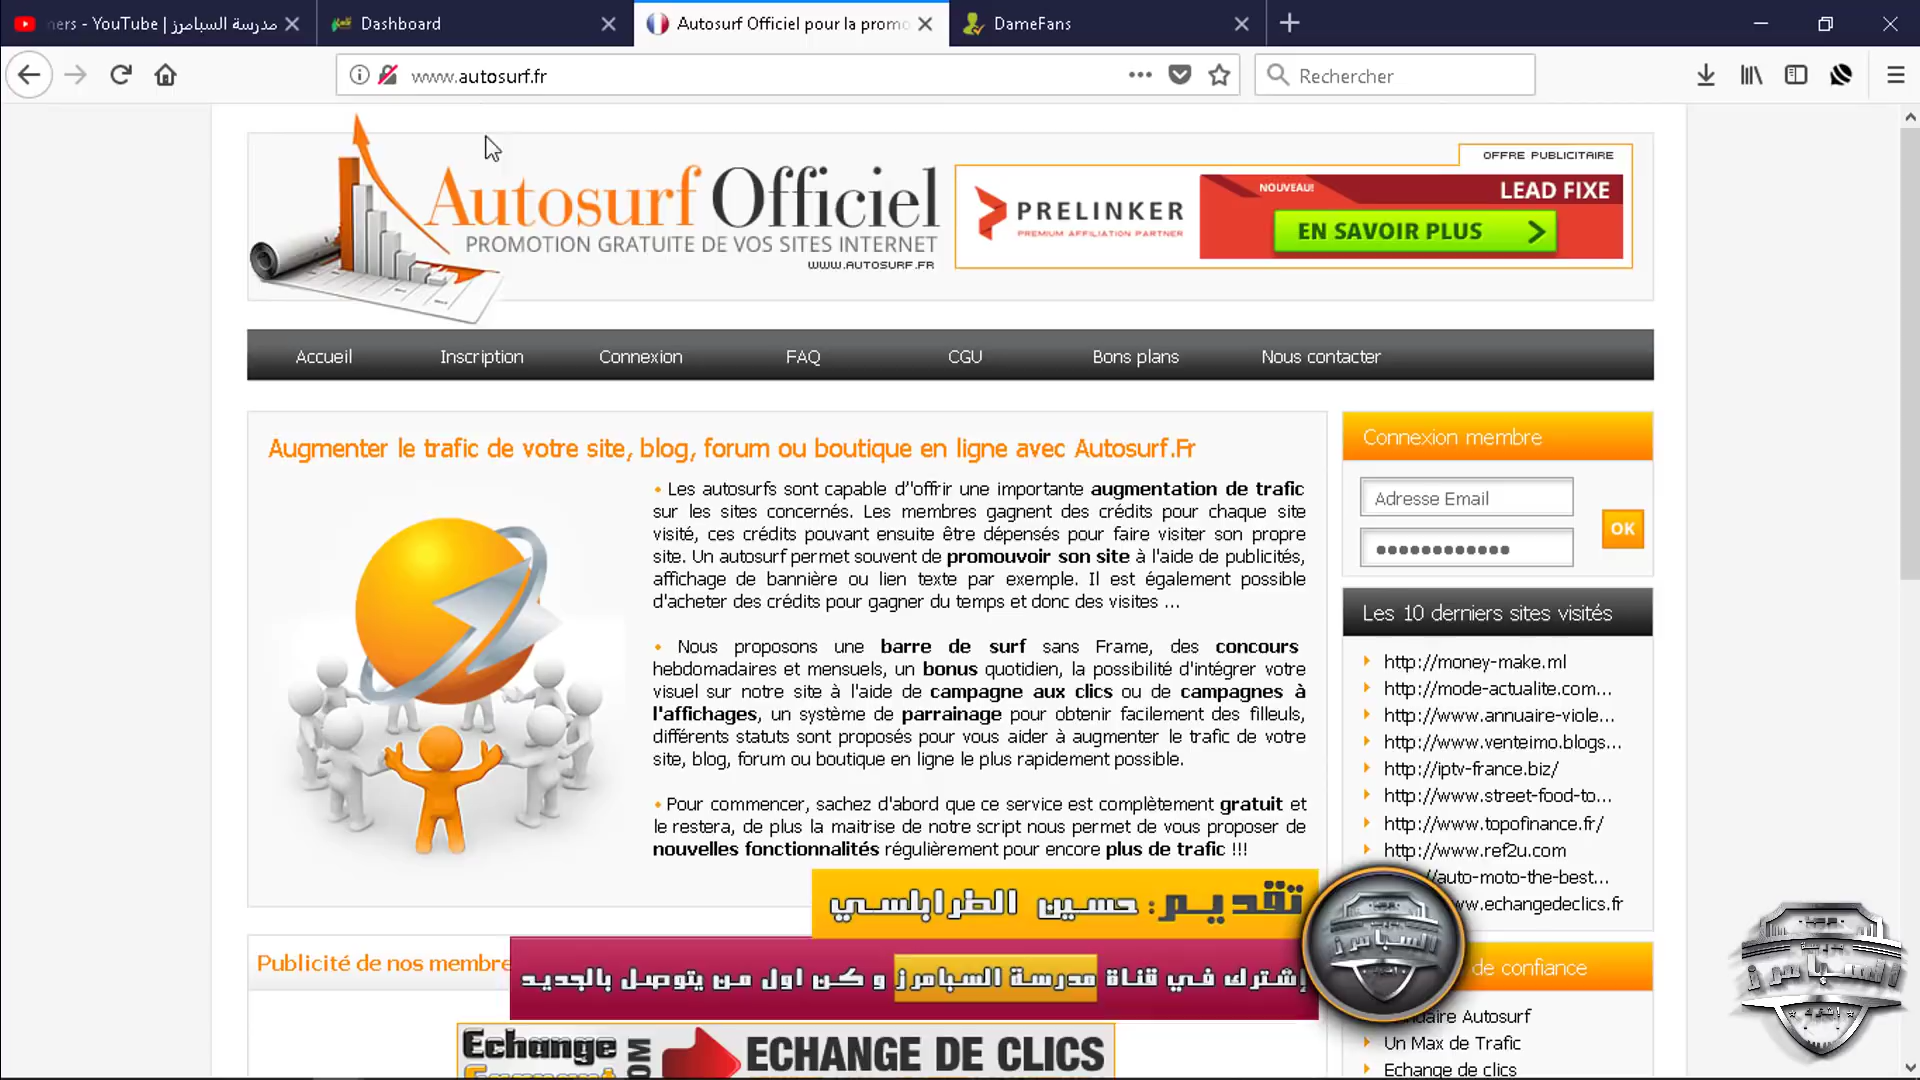 ners - YouTube | مدرسة السبامرز
Dashboard
Autosurf Officiel pour la promo
DameFans
www.autosurf.fr
Rechercher
Autosurf Officiel
PROMOTION GRATUITE DE VOS SITES INTERNET
WWW.AUTOSURF.FR
OFFRE PUBLICITAIRE
PRELINKER
PREMIUM AFFILIATION PARTNER
NOUVEAU!
LEAD FIXE
EN SAVOIR PLUS
Accueil
Inscription
Connexion
FAQ
CGU
Bons plans
Nous contacter
Augmenter le trafic de votre site, blog, forum ou boutique en ligne avec Autosurf.Fr
• Les autosurfs sont capable d''offrir une importante augmentation de trafic
sur les sites concernés. Les membres gagnent des crédits pour chaque site
visité, ces crédits pouvant ensuite être dépensés pour faire visiter son propre
site. Un autosurf permet souvent de promouvoir son site à l'aide de publicités,
affichage de bannière ou lien texte par exemple. Il est également possible
d'acheter des crédits pour gagner du temps et donc des visites ...
• Nous proposons une barre de surf sans Frame, des concours
hebdomadaires et mensuels, un bonus quotidien, la possibilité d'intégrer votre
visuel sur notre site à l'aide de campagne aux clics ou de campagnes à
l'affichages, un système de parrainage pour obtenir facilement des filleuls,
différents statuts sont proposés pour vous aider à augmenter le trafic de votre
site, blog, forum ou boutique en ligne le plus rapidement possible.
• Pour commencer, sachez d'abord que ce service est complètement gratuit et
le restera, de plus la maitrise de notre script nous permet de vous proposer de
nouvelles fonctionnalités régulièrement pour encore plus de trafic !!!
Connexion membre
Adresse Email
OK
Les 10 derniers sites visités
http://money-make.ml
http://mode-actualite.com...
http://www.annuaire-viole...
http://www.venteimo.blogs...
http://iptv-france.biz/
http://www.street-food-to...
http://www.topofinance.fr/
http://www.ref2u.com
//auto-moto-the-best...
ww.echangedeclics.fr
تقديم: حسين الطرابلسي
إشترك في قناة مدرسة السبامرز و كن اول من يتوصل بالجديد
السبامرز
السبامرز
Publicité de nos membre
de confiance
nuaire Autosurf
Un Max de Trafic
Echange de clics
Echange
OM
ECHANGE DE CLICS